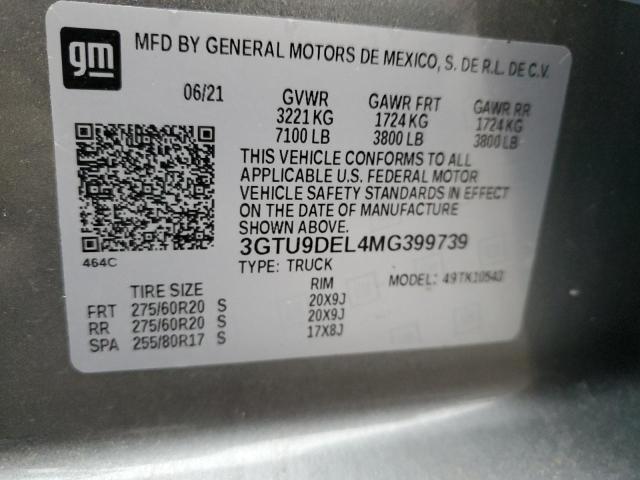 gm
MFD BY GENERAL MOTORS DE MEXICO, S. DE R.L. DE C.V.
06/21 GVWR GAWR FRT GAWR RR
3221 KG 1724 KG 1724 KG
7100 LB 3800 LB 3800 LB
THIS VEHICLE CONFORMS TO ALL
APPLICABLE U.S. FEDERAL MOTOR
VEHICLE SAFETY STANDARDS IN EFFECT
ON THE DATE OF MANUFACTURE
SHOWN ABOVE.
464C
3GTU9DEL4MG399739
TYPE: TRUCK MODEL: 49TK10543
TIRE SIZE RIM
FRT 275/60R20 S 20X9J
RR 275/60R20 S 20X9J
SPA 255/80R17 S 17X8J